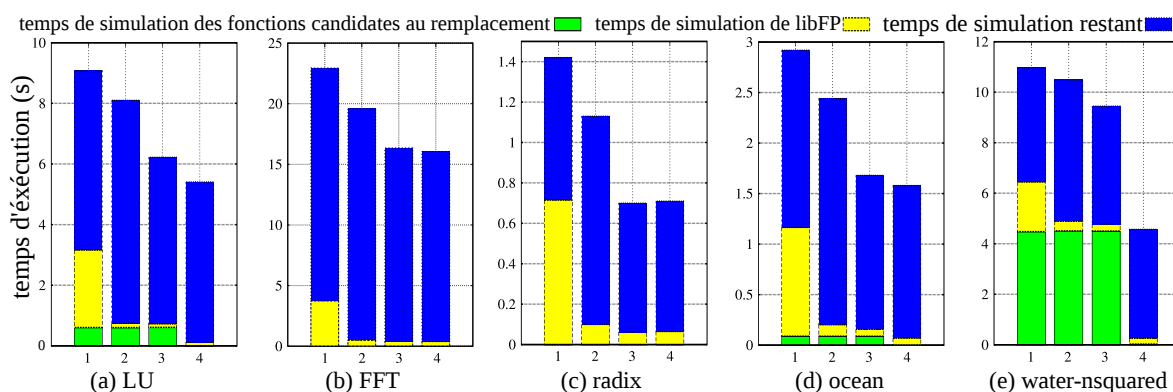 temps de simulation des fonctions candidates au remplacement temps de simulation de libFP temps de simulation restant
temps d'éxécution (s)
10
8
6
4
2
0
1 2 3 4
(a) LU
25
20
15
10
5
0
1 2 3 4
(b) FFT
1.4
1.2
1
0.8
0.6
0.4
0.2
0
1 2 3 4
(c) radix
3
2.5
2
1.5
1
0.5
0
1 2 3 4
(d) ocean
12
10
8
6
4
2
0
1 2 3 4
(e) water-nsquared